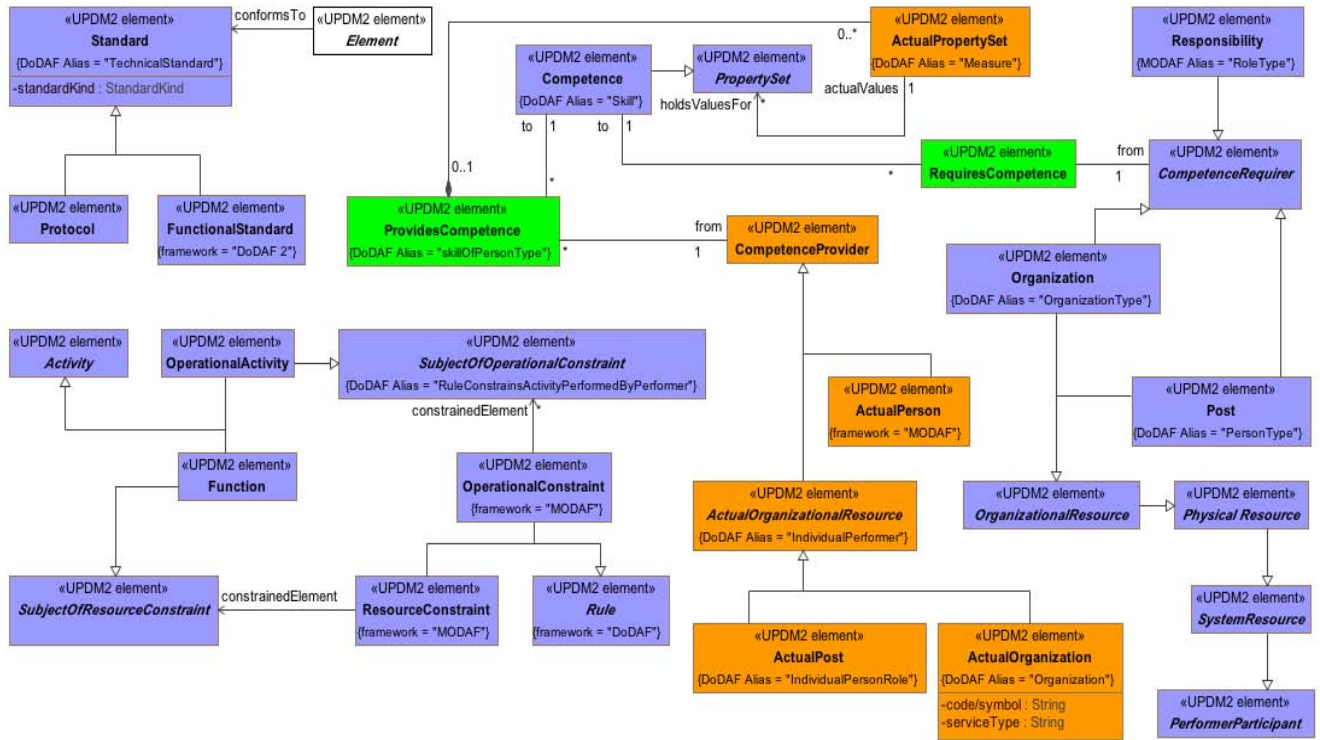 «UPDM2 element»
Standard
{DoDAF Alias = "TechnicalStandard"}
-standardKind : StandardKind
conformsTo
«UPDM2 element»
Element
«UPDM2 element»
Competence
{DoDAF Alias = "Skill"}
«UPDM2 element»
PropertySet
0..*
«UPDM2 element»
ActualPropertySet
{DoDAF Alias = "Measure"}
«UPDM2 element»
Responsibility
{MODAF Alias = "RoleType"}
holdsValuesFor
*
actualValues
1
to
1
to
1
0..1
*
*
«UPDM2 element»
RequiresCompetence
from
1
«UPDM2 element»
CompetenceRequirer
«UPDM2 element»
Protocol
«UPDM2 element»
FunctionalStandard
{framework = "DoDAF 2"}
«UPDM2 element»
ProvidesCompetence
{DoDAF Alias = "skillOfPersonType"}
*
from
1
«UPDM2 element»
CompetenceProvider
«UPDM2 element»
Organization
{DoDAF Alias = "OrganizationType"}
«UPDM2 element»
Activity
«UPDM2 element»
OperationalActivity
«UPDM2 element»
SubjectOfOperationalConstraint
{DoDAF Alias = "RuleConstrainsActivityPerformedByPerformer"}
constrainedElement
*
«UPDM2 element»
ActualPerson
{framework = "MODAF"}
«UPDM2 element»
Post
{DoDAF Alias = "PersonType"}
«UPDM2 element»
Function
«UPDM2 element»
OperationalConstraint
{framework = "MODAF"}
«UPDM2 element»
ActualOrganizationalResource
{DoDAF Alias = "IndividualPerformer"}
«UPDM2 element»
OrganizationalResource
«UPDM2 element»
Physical Resource
«UPDM2 element»
SubjectOfResourceConstraint
constrainedElement
«UPDM2 element»
ResourceConstraint
{framework = "MODAF"}
«UPDM2 element»
Rule
{framework = "DoDAF"}
«UPDM2 element»
SystemResource
«UPDM2 element»
ActualPost
{DoDAF Alias = "IndividualPersonRole"}
«UPDM2 element»
ActualOrganization
{DoDAF Alias = "Organization"}
-code/symbol : String
-serviceType : String
«UPDM2 element»
PerformerParticipant